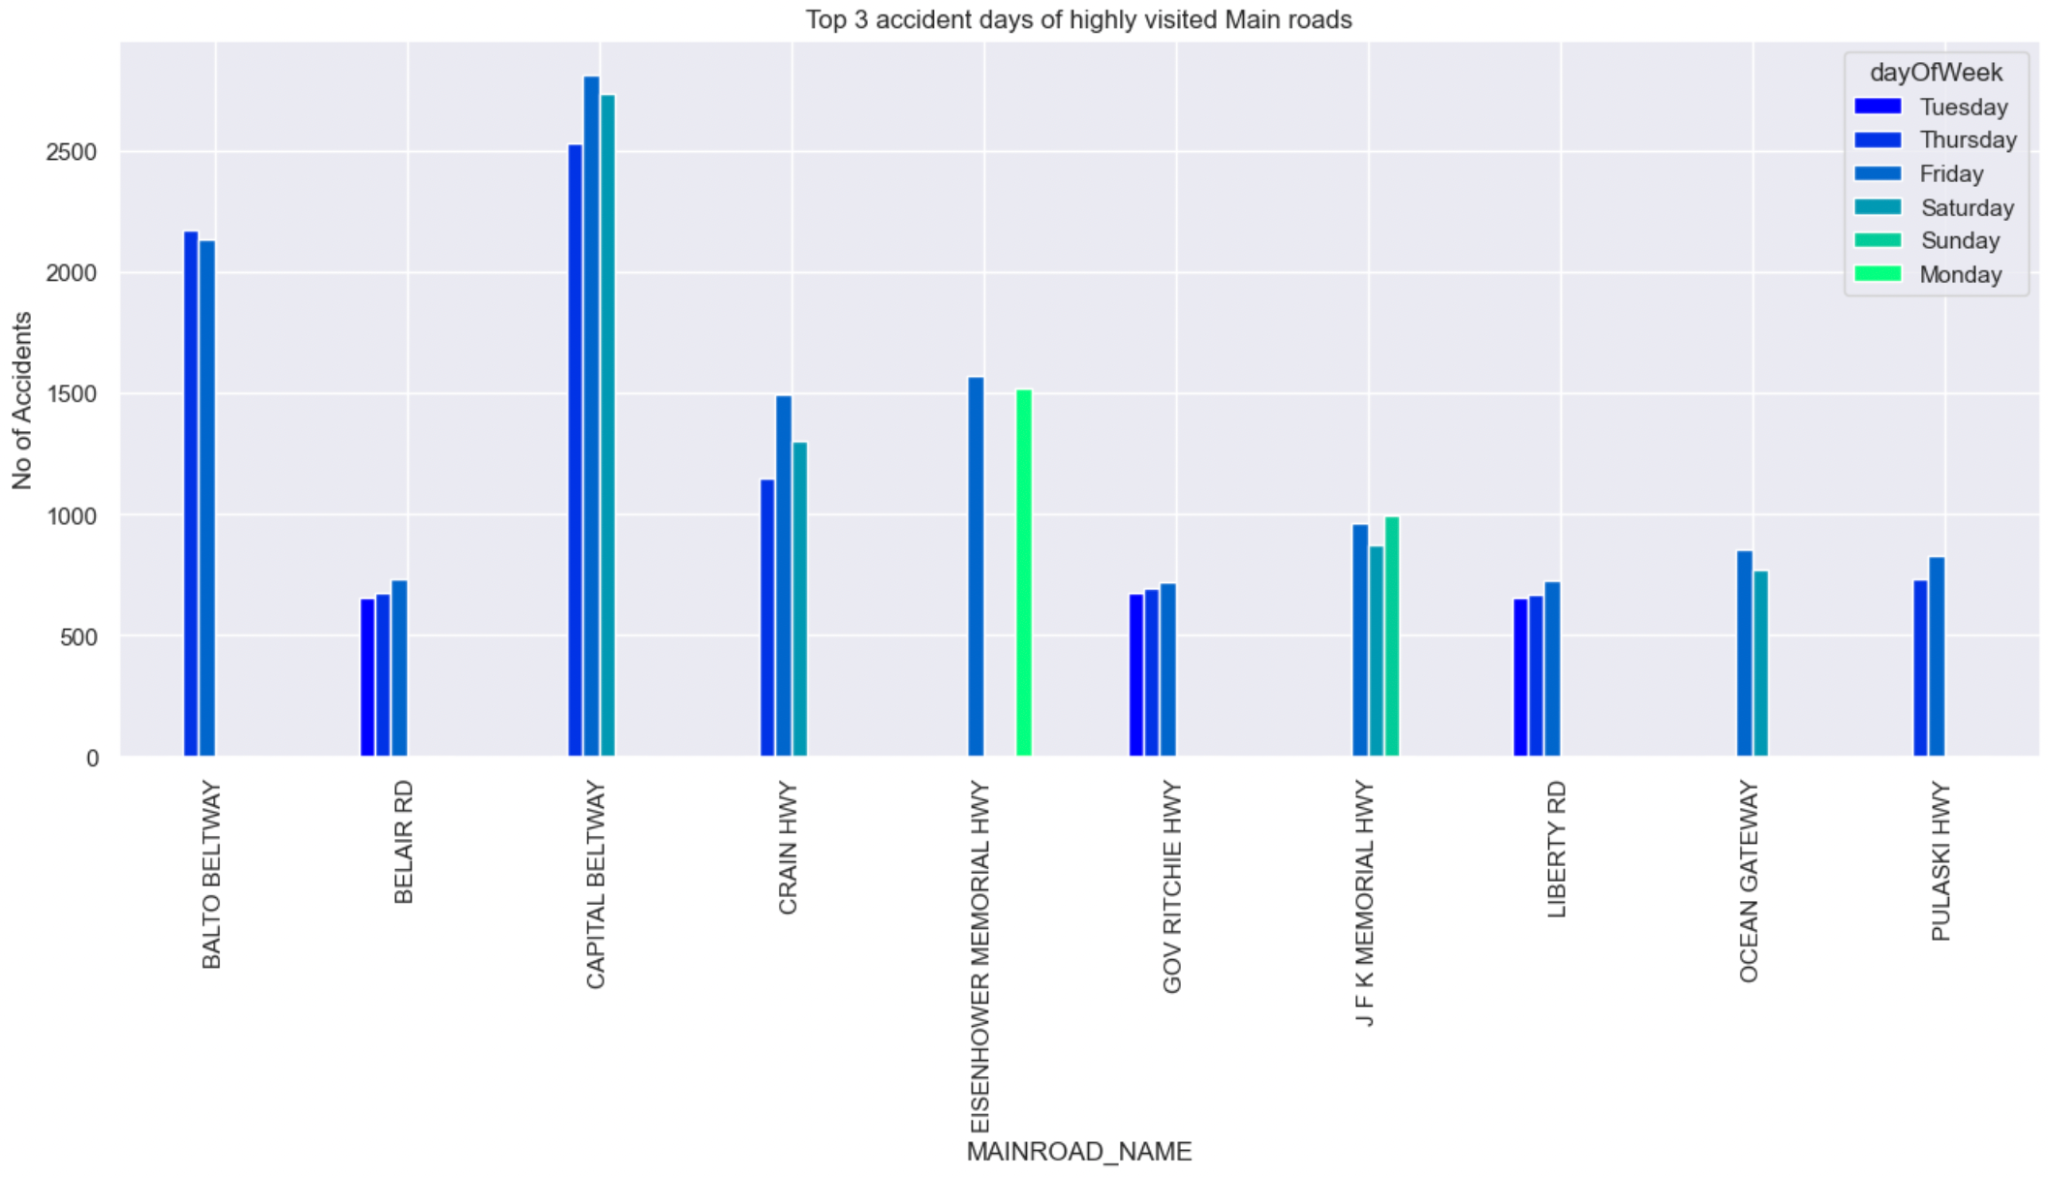 Top 3 accident days of highly visited Main roads
dayOfWeek
Tuesday
Thursday
Friday
Saturday
Sunday
Monday
No of Accidents
2500
2000
1500
1000
500
0
BALTO BELTWAY
BELAIR RD
CAPITAL BELTWAY
CRAIN HWY
EISENHOWER MEMORIAL HWY
GOV RITCHIE HWY
J F K MEMORIAL HWY
LIBERTY RD
OCEAN GATEWAY
PULASKI HWY
MAINROAD_NAME